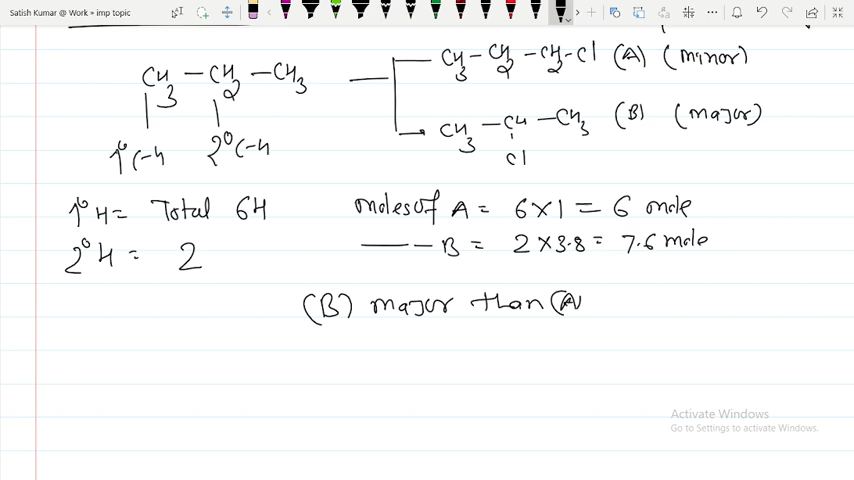 Satish Kumar @ Work » imp topic
CH3 — CH2 — CH3
CH3 — CH2 — CH2 — Cl (A) (minor)
CH3 — CH — CH3 (B) (major)
Cl
1° C-H 2° C-H
1° H = Total 6H
2° H = 2
moles of A = 6 × 1 = 6 mole
—— — B = 2 × 3.8 = 7.6 mole
(B) major than (A
Activate Windows
Go to Settings to activate Windows.